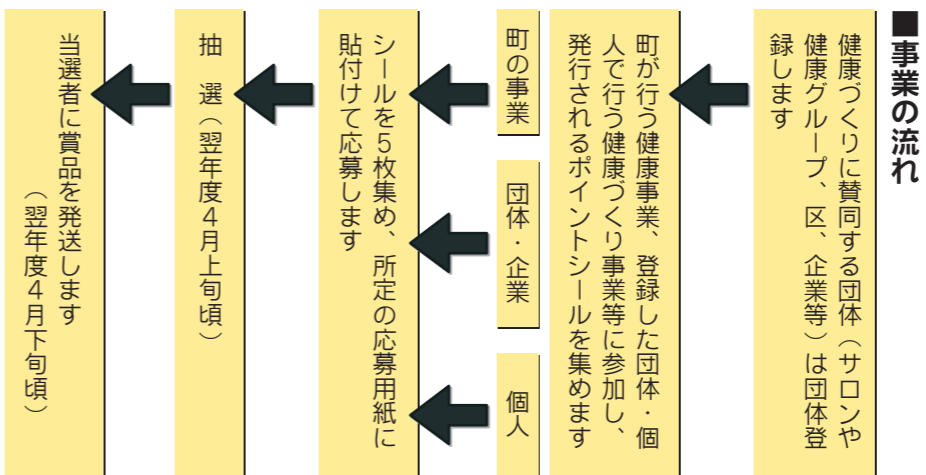 ■事業の流れ
健康づくりに賛同する団体（サロンや
健康グループ、区、企業等）は団体登
録します
町が行う健康事業、登録した団体・個
人で行う健康づくり事業等に参加し、
発行されるポイントシールを集めます
町の事業
団体・企業
個人
シールを５枚集め、所定の応募用紙に
貼付けて応募します
抽　選（翌年度４月上旬頃）
当選者に賞品を発送します
（翌年度４月下旬頃）